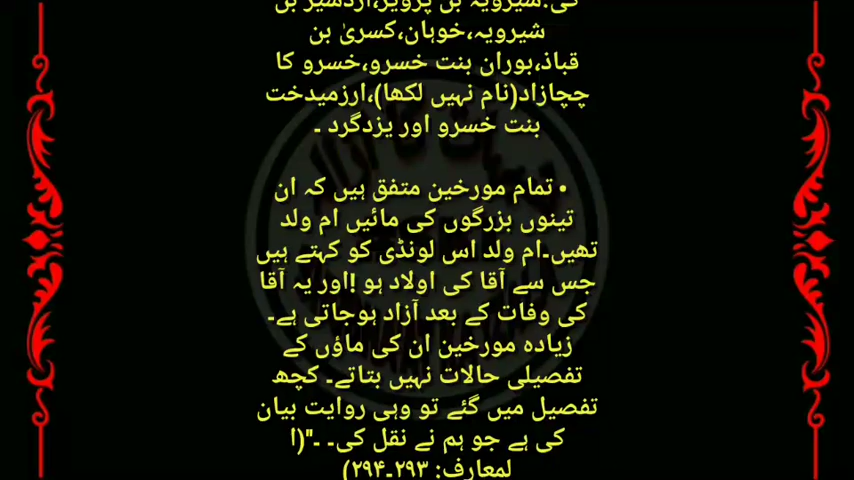 کی:شیرویہ بن پرویز،اردشیر بن
شیرویہ،خوہان،کسریٰ بن
قباذ،بوران بنت خسرو،خسرو کا
چچازاد(نام نہیں لکھا)،ارزمیدخت
بنت خسرو اور یزدگرد ۔
• تمام مورخین متفق ہیں کہ ان
تینوں بزرگوں کی مائیں ام ولد
تھیں۔ام ولد اس لونڈی کو کہتے ہیں
جس سے آقا کی اولاد ہو !اور یہ آقا
کی وفات کے بعد آزاد ہوجاتی ہے۔
زیادہ مورخین ان کی ماؤں کے
تفصیلی حالات نہیں بتاتے۔ کچھ
تفصیل میں گئے تو وہی روایت بیان
کی ہے جو ہم نے نقل کی۔ ۔"(ا
لمعارف: ۲۹۳۔۲۹۴)